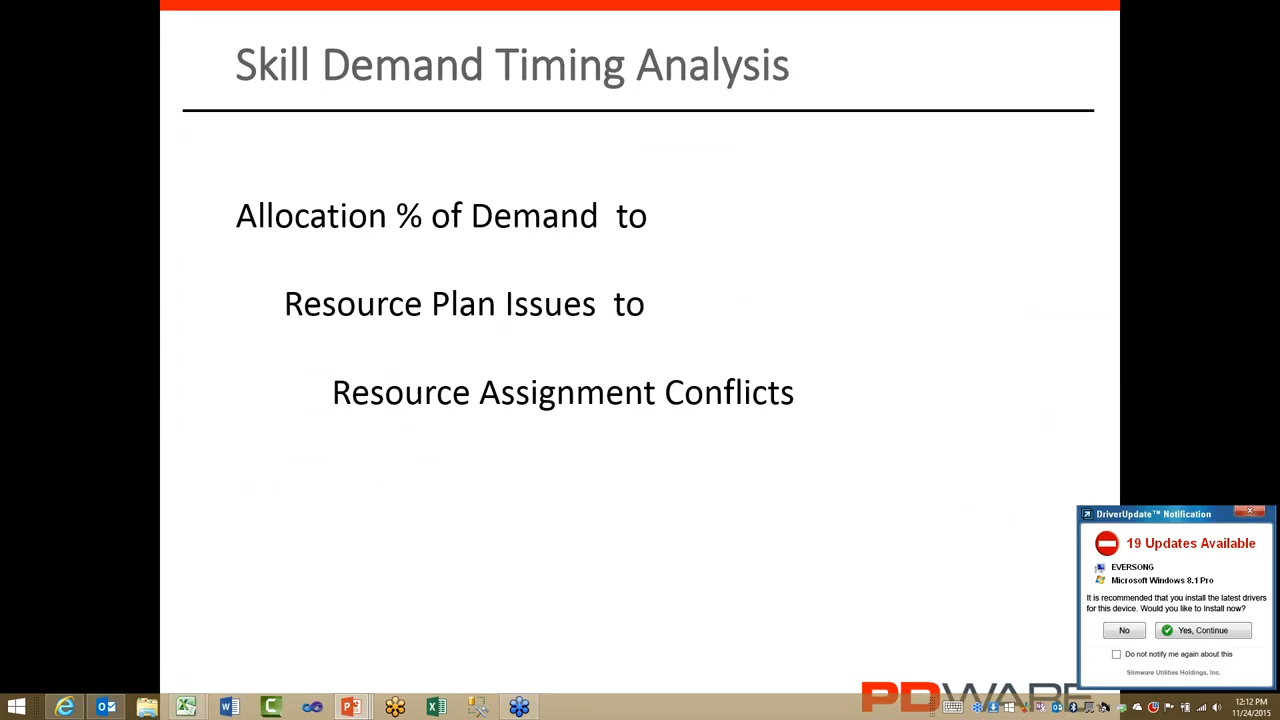 Skill Demand Timing Analysis
Allocation % of Demand to
Resource Plan Issues to
Resource Assignment Conflicts
DriverUpdate™ Notification
19 Updates Available
EVERSONG
Microsoft Windows 8.1 Pro
It is recommended that you install the latest drivers
for this device. Would you like to Install now?
No
Yes, Continue
Do not notify me again about this
Slimware Utilities Holdings, Inc.
PDWARE
12:12 PM
11/24/2015